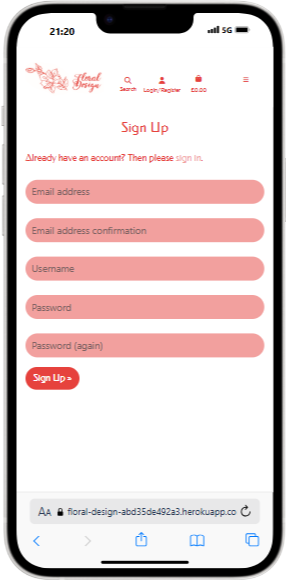 21:20
5G
Floral
Design
Search
Login/Register
£0.00
Sign Up
Already have an account? Then please sign in.
Email address
Email address confirmation
Username
Password
Password (again)
Sign Up »
AA floral-design-abd35de492a3.herokuapp.co